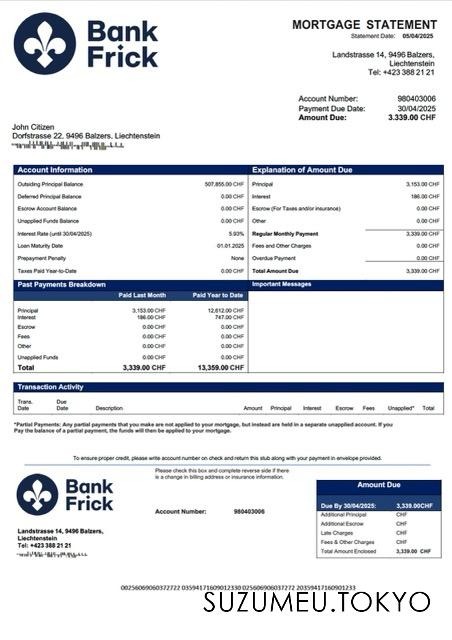 Bank
Frick
MORTGAGE STATEMENT
Statement Date: 05/04/2025
Landstrasse 14, 9496 Balzers,
Liechtenstein
Tel: +423 388 21 21
Account Number: 980403006
Payment Due Date: 30/04/2025
Amount Due: 3.339.00 CHF
John Citizen
Dorfstrasse 22, 9496 Balzers, Liechtenstein
Account Information
Outsiding Principal Balance 507,855.00 CHF
Deferred Principal Balance 0.00 CHF
Escrow Account Balance 0.00 CHF
Unapplied Funds Balance 0.00 CHF
Interest Rate (until 30/04/2025) 5.93%
Loan Maturity Date 01.01.2025
Prepayment Penalty None
Taxes Paid Year-to-Date 0.00 CHF
Explanation of Amount Due
Principal 3,153.00 CHF
Interest 186.00 CHF
Escrow (For Taxes and/or insurance) 0.00 CHF
Other 0.00 CHF
Regular Monthly Payment 3,339.00 CHF
Fees and Other Charges 0.00 CHF
Overdue Payment 0.00 CHF
Total Amount Due 3,339.00 CHF
Past Payments Breakdown
Paid Last Month Paid Year to Date
Principal 3,153.00 CHF 12,612.00 CHF
Interest 186.00 CHF 747.00 CHF
Escrow 0.00 CHF 0.00 CHF
Fees 0.00 CHF 0.00 CHF
Other 0.00 CHF 0.00 CHF
Unapplied Funds 0.00 CHF 0.00 CHF
Total 3,339.00 CHF 13,359.00 CHF
Important Messages
Transaction Activity
Trans. Date Due Date Description Amount Principal Interest Escrow Fees Unapplied* Total
*Partial Payments: Any partial payments that you make are not applied to your mortgage, but instead are held in a separate unapplied account. If you
Pay the balance of a partial payment, the funds will then be applied to your mortgage.
To ensure proper credit, please write account number on check and return this stub along with your payment in envelope provided.
Bank
Frick
Landstrasse 14, 9496 Balzers,
Liechtenstein
Tel: +423 388 21 21
Please check this box and complete reverse side if there
is a change in billing address or insurance information.
Account Number: 980403006
Amount Due
Due By 30/04/2025: 3,339.00CHF
Additional Principal CHF
Additional Escrow CHF
Late Charges CHF
Fees & Other Charges CHF
Total Amount Enclosed 3,339.00 CHF
0025606906037272 03594171609012330 02560690603727 2 20359417160901233
SUZUMEU.TOKYO